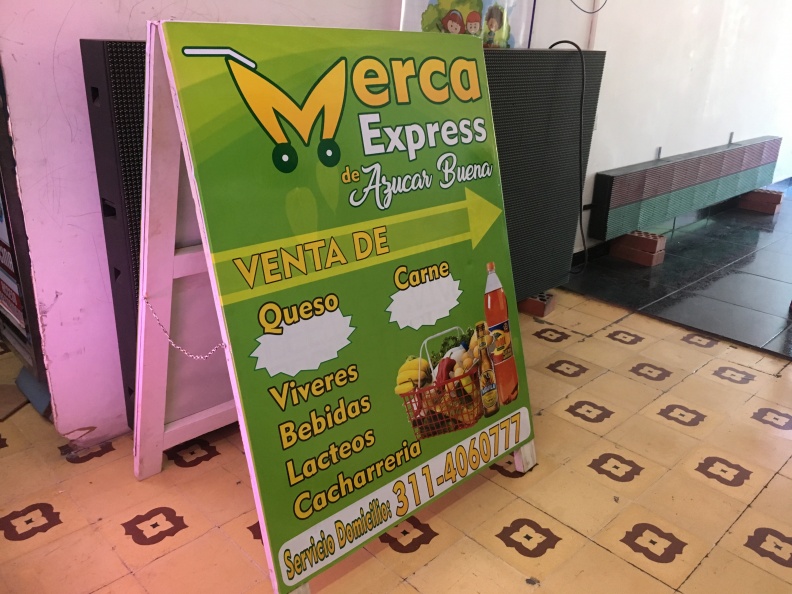 Merca
Express
de Azucar Buena
VENTA DE
Queso
Carne
Viveres
Bebidas
Lacteos
Cacharreria
Servicio Domicilio: 311-4060777